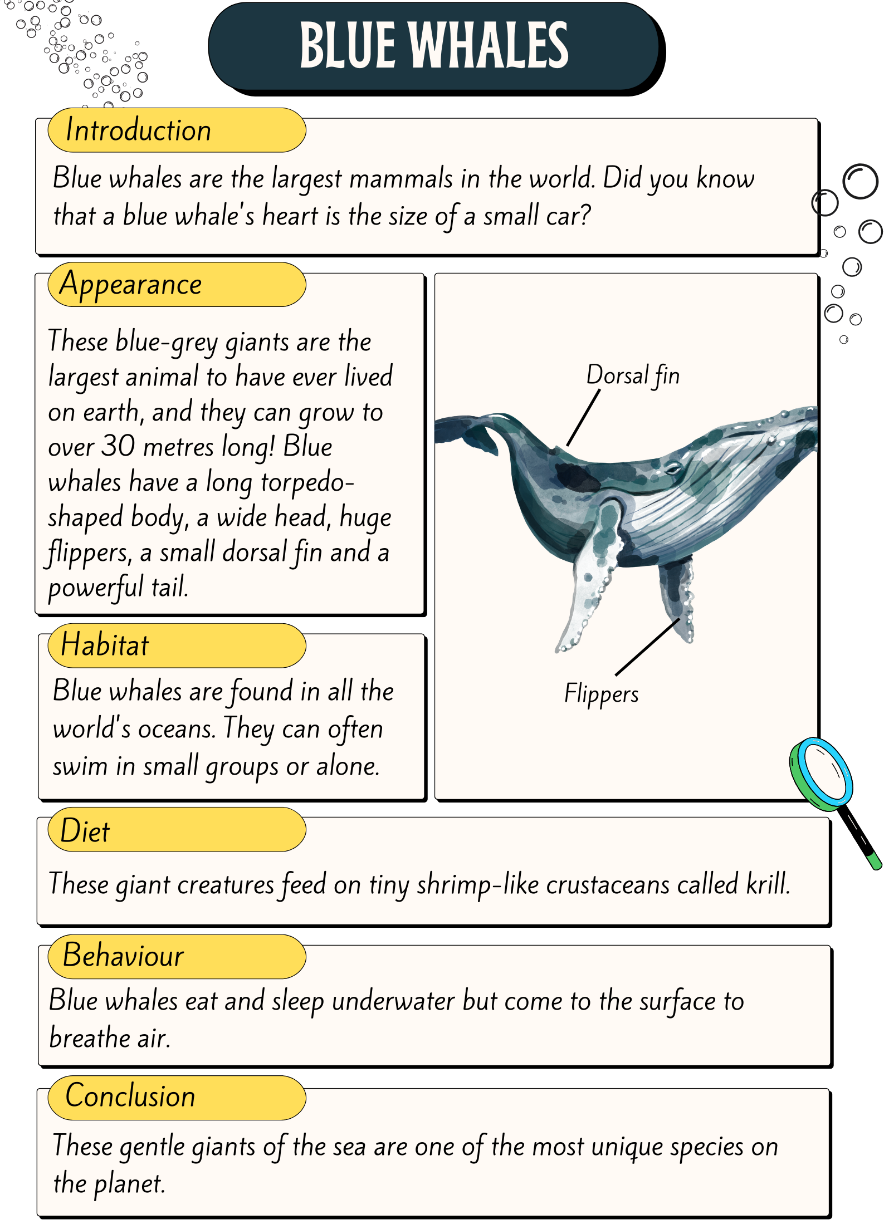 BLUE WHALES
Introduction
Blue whales are the largest mammals in the world. Did you know
that a blue whale's heart is the size of a small car?
Appearance
These blue-grey giants are the
largest animal to have ever lived
on earth, and they can grow to
over 30 metres long! Blue
whales have a long torpedo-
shaped body, a wide head, huge
flippers, a small dorsal fin and a
powerful tail.
Dorsal fin
Flippers
Habitat
Blue whales are found in all the
world's oceans. They can often
swim in small groups or alone.
Diet
These giant creatures feed on tiny shrimp-like crustaceans called krill.
Behaviour
Blue whales eat and sleep underwater but come to the surface to
breathe air.
Conclusion
These gentle giants of the sea are one of the most unique species on
the planet.